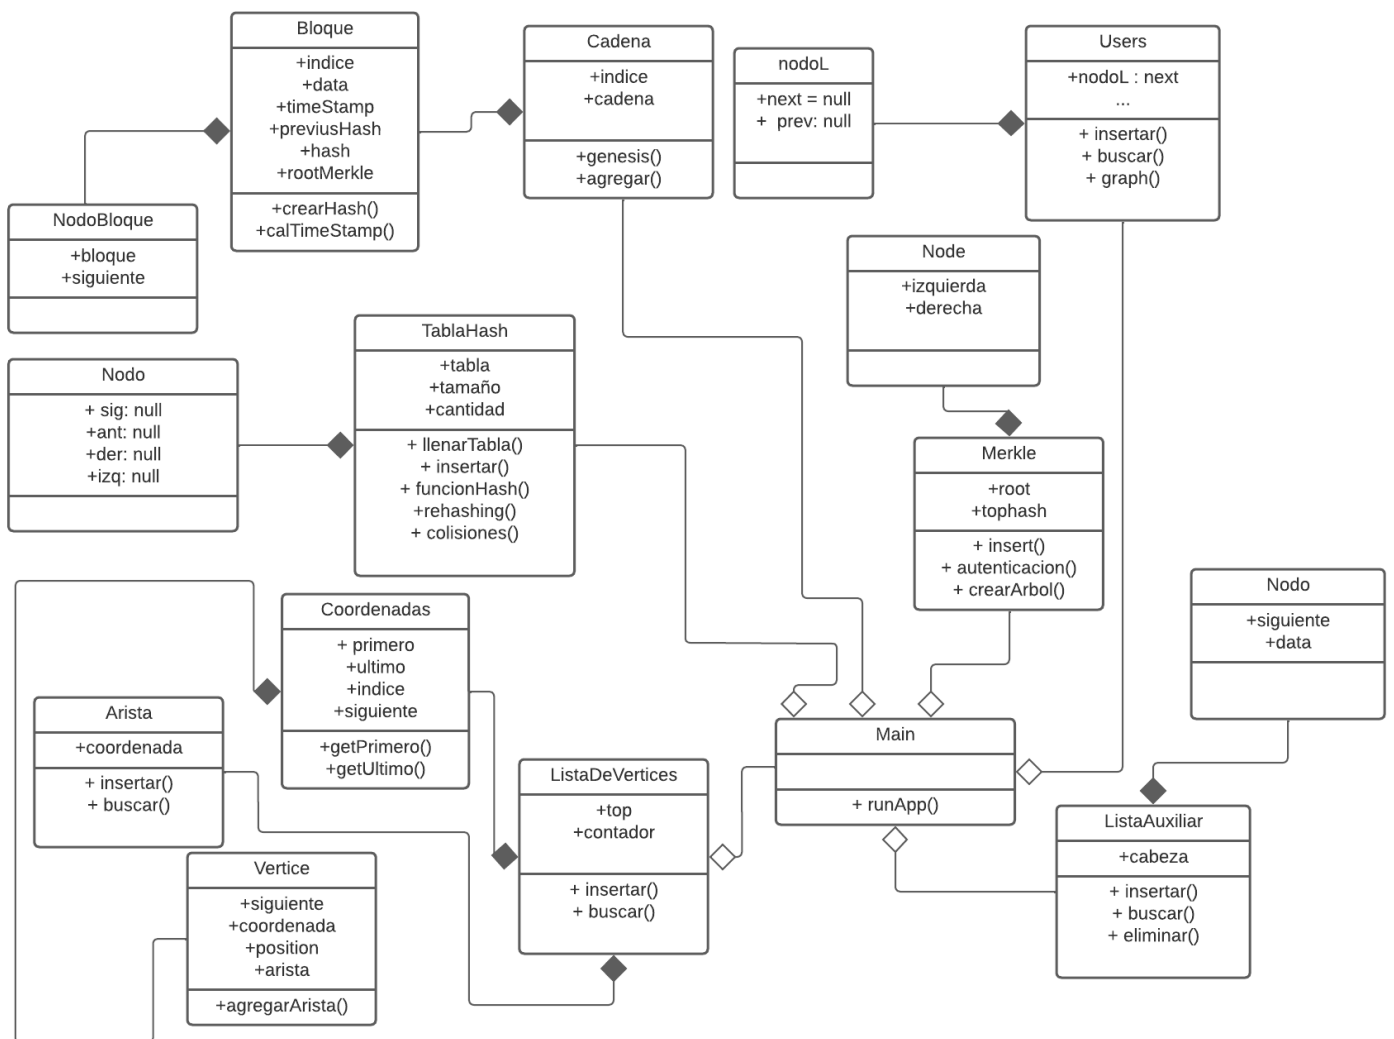 Bloque
+indice
+data
+timeStamp
+previusHash
+hash
+rootMerkle
+crearHash()
+calTimeStamp()
Cadena
+indice
+cadena
+genesis()
+agregar()
nodoL
+next = null
+ prev: null
Users
+nodoL : next
...
+ insertar()
+ buscar()
+ graph()
NodoBloque
+bloque
+siguiente
Node
+izquierda
+derecha
TablaHash
+tabla
+tamaño
+cantidad
+ llenarTabla()
+ insertar()
+ funcionHash()
+rehashing()
+ colisiones()
Nodo
+ sig: null
+ant: null
+der: null
+izq: null
Merkle
+root
+tophash
+ insert()
+ autenticacion()
+ crearArbol()
Nodo
+siguiente
+data
Coordenadas
+ primero
+ultimo
+indice
+siguiente
+getPrimero()
+getUltimo()
Arista
+coordenada
+ insertar()
+ buscar()
Main
+ runApp()
ListaDeVertices
+top
+contador
+ insertar()
+ buscar()
ListaAuxiliar
+cabeza
+ insertar()
+ buscar()
+ eliminar()
Vertice
+siguiente
+coordenada
+position
+arista
+agregarArista()